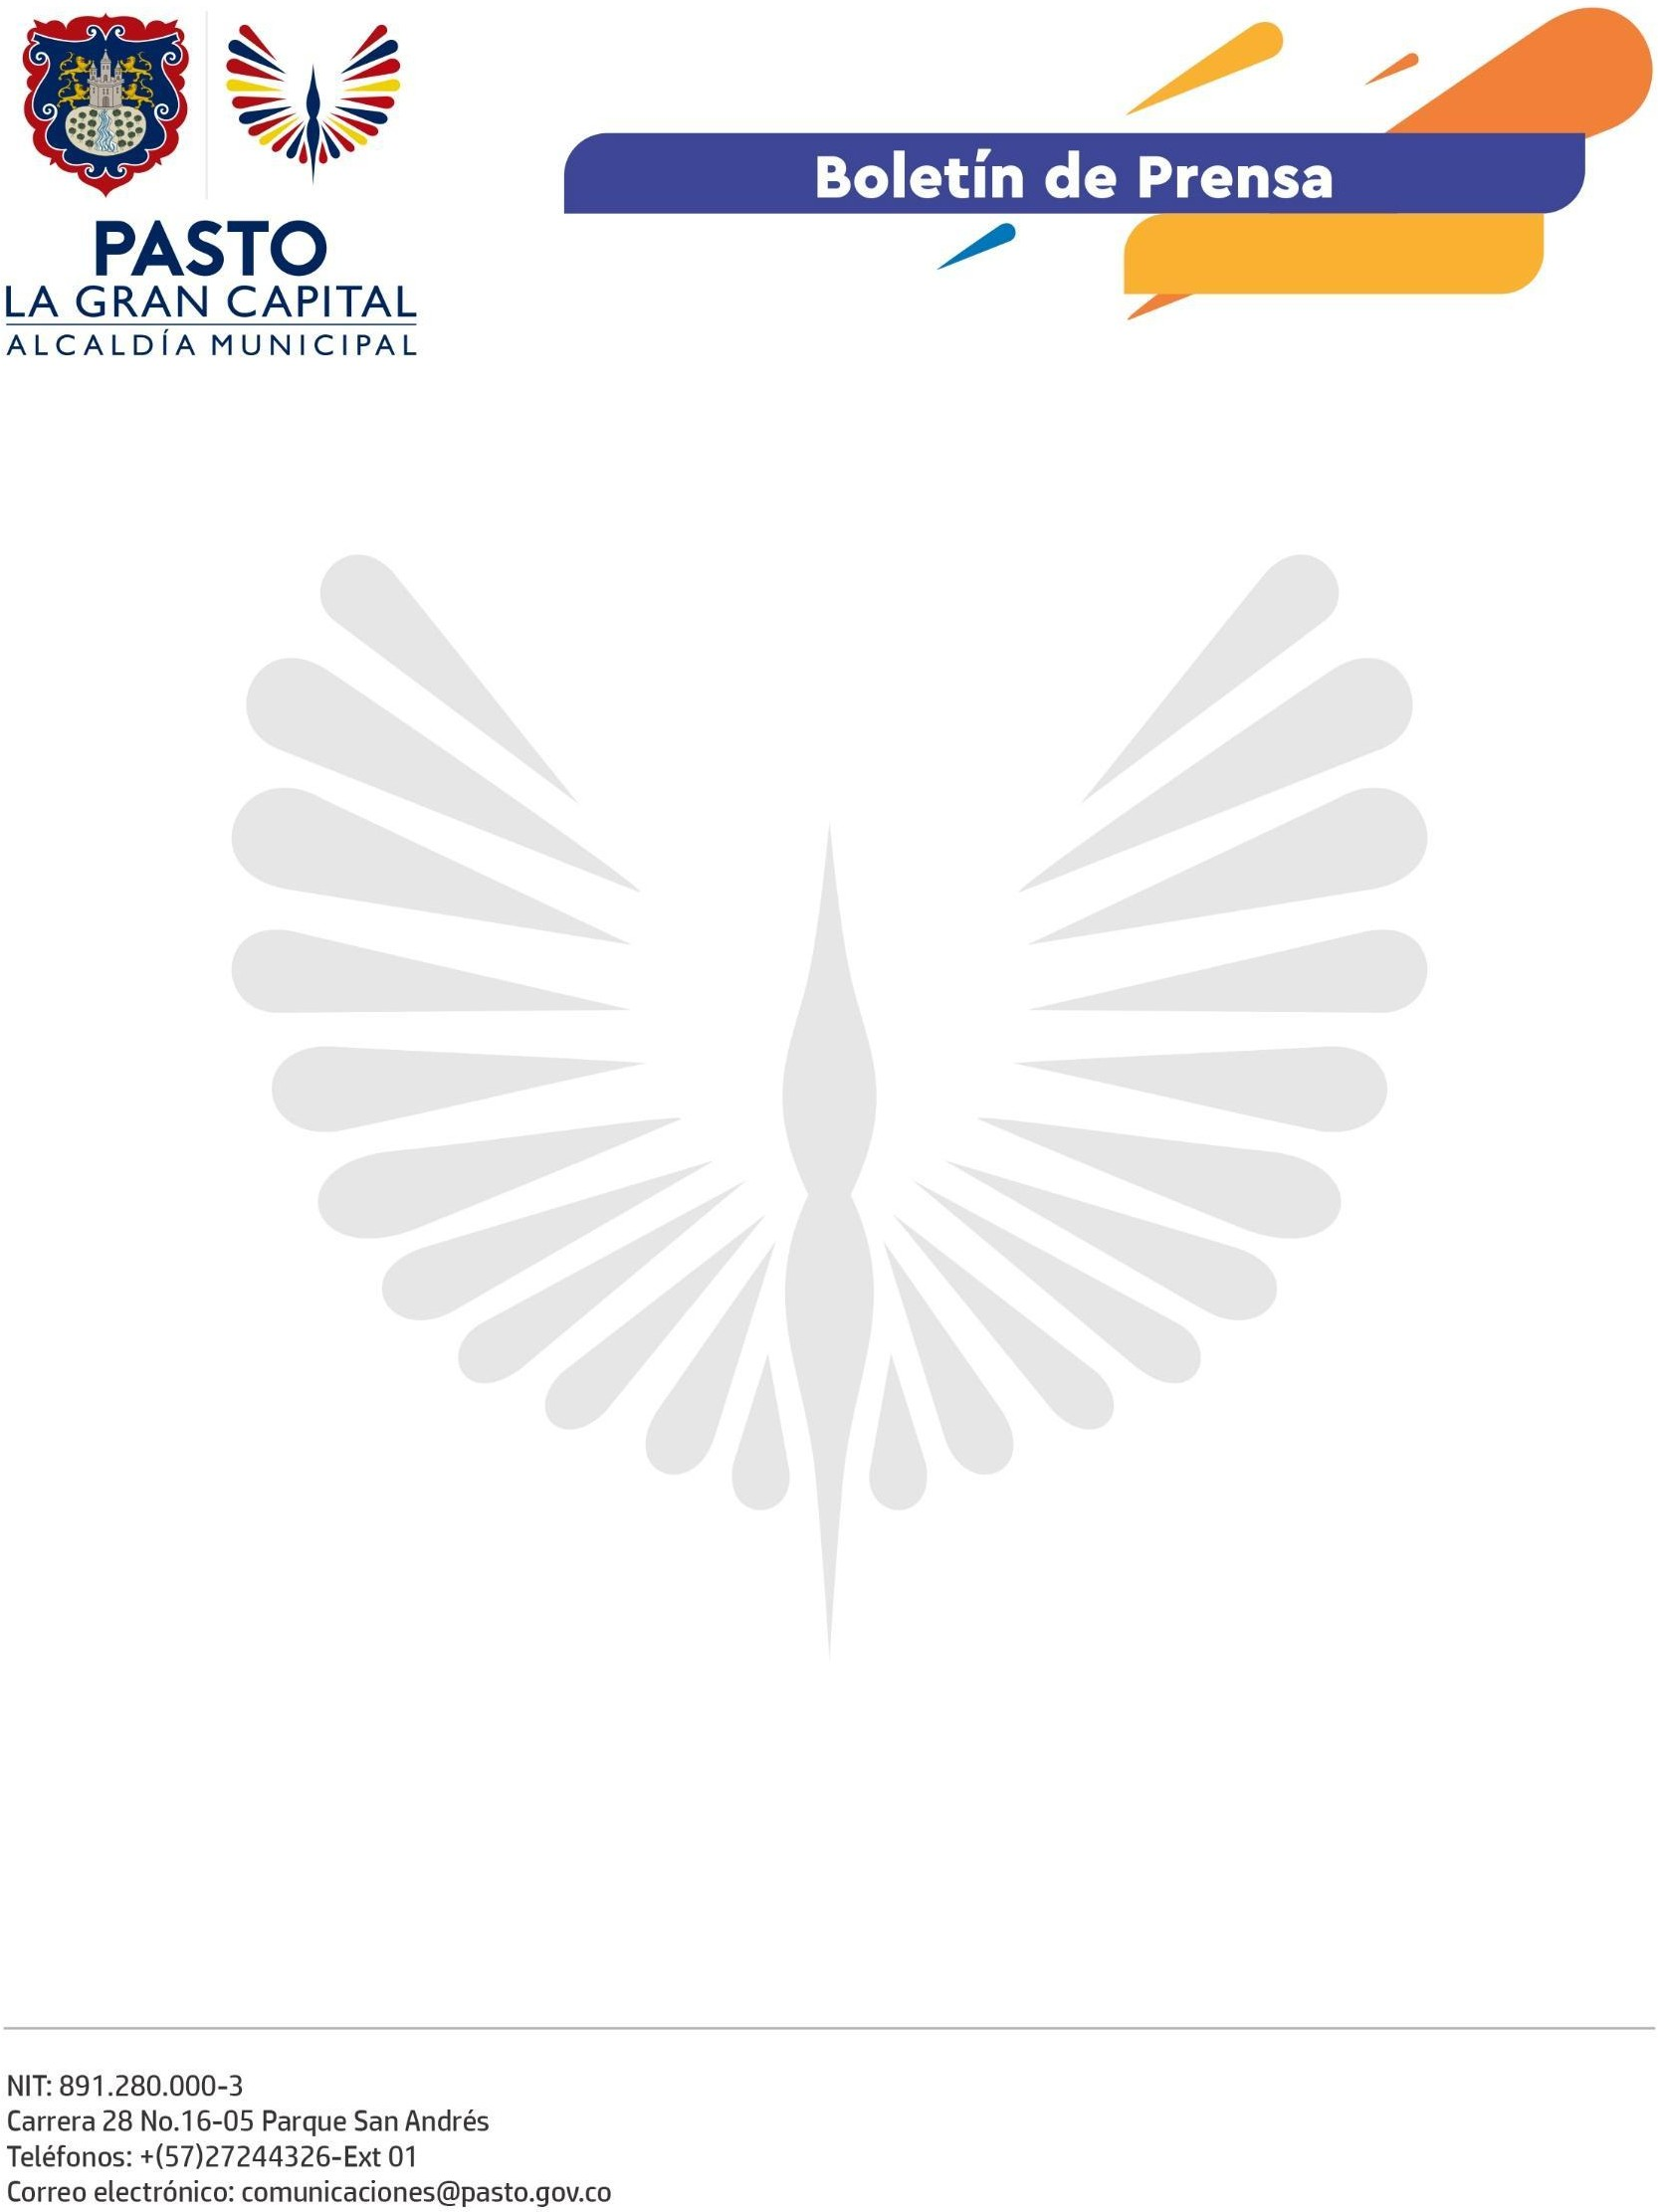 PASTO
LA GRAN CAPITAL
ALCALDÍA MUNICIPAL
Boletín de Prensa
NIT: 891.280.000-3
Carrera 28 No.16-05 Parque San Andrés
Teléfonos: +(57)27244326-Ext 01
Correo electrónico: comunicaciones@pasto.gov.co